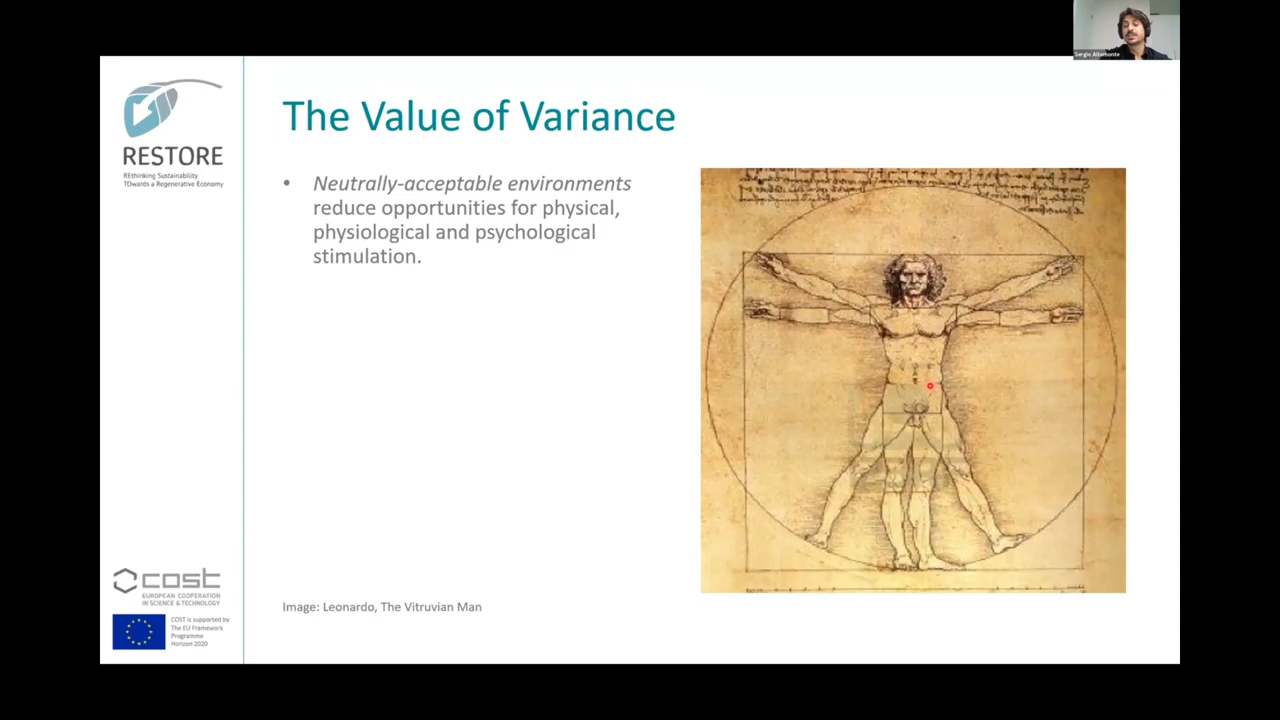 Sergio Altomonte
RESTORE
REthinking Sustainability
TOwards a Regenerative Economy
The Value of Variance
• Neutrally-acceptable environments
reduce opportunities for physical,
physiological and psychological
stimulation.
Image: Leonardo, The Vitruvian Man
cost
EUROPEAN COOPERATION
IN SCIENCE & TECHNOLOGY
COST is supported by
The EU Framework
Programme
Horizon 2020